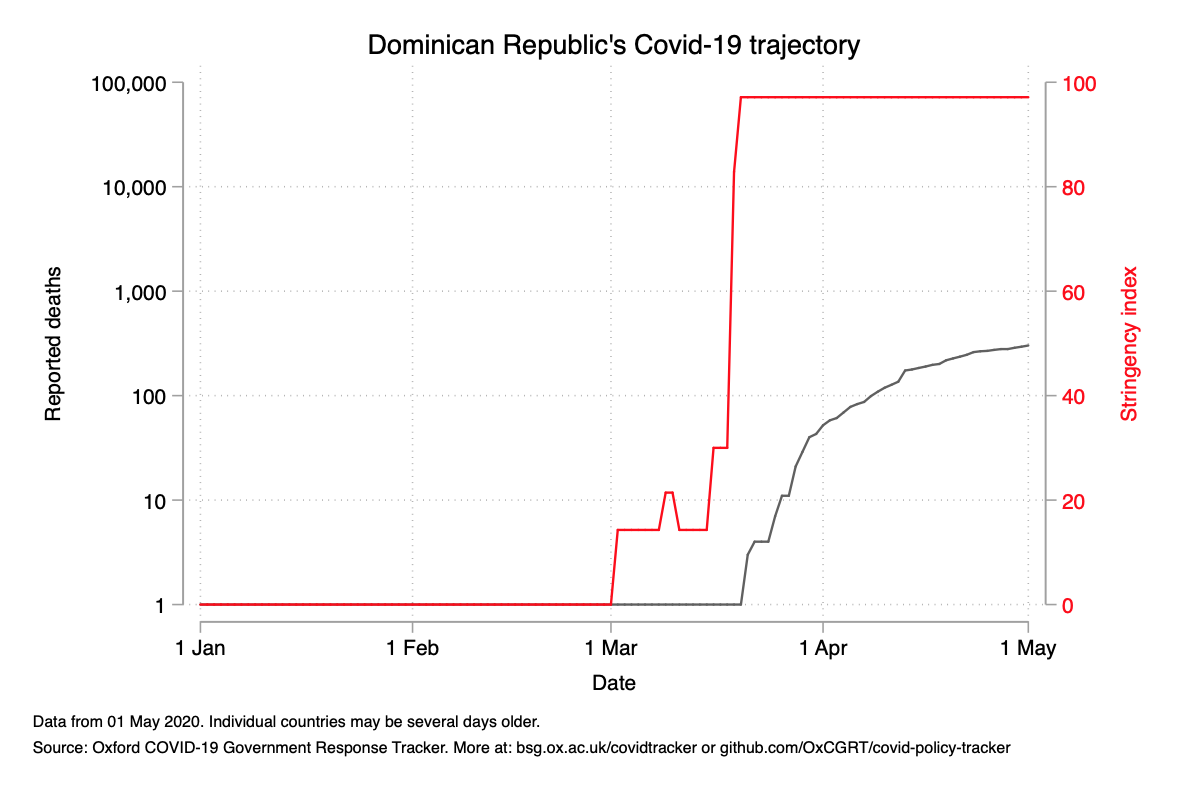 Dominican Republic's Covid-19 trajectory
100,000
10,000
1,000
100
10
1
Reported deaths
100
80
60
40
20
0
Stringency index
1 Jan
1 Feb
1 Mar
1 Apr
1 May
Date
Data from 01 May 2020. Individual countries may be several days older.
Source: Oxford COVID-19 Government Response Tracker. More at: bsg.ox.ac.uk/covidtracker or github.com/OxCGRT/covid-policy-tracker